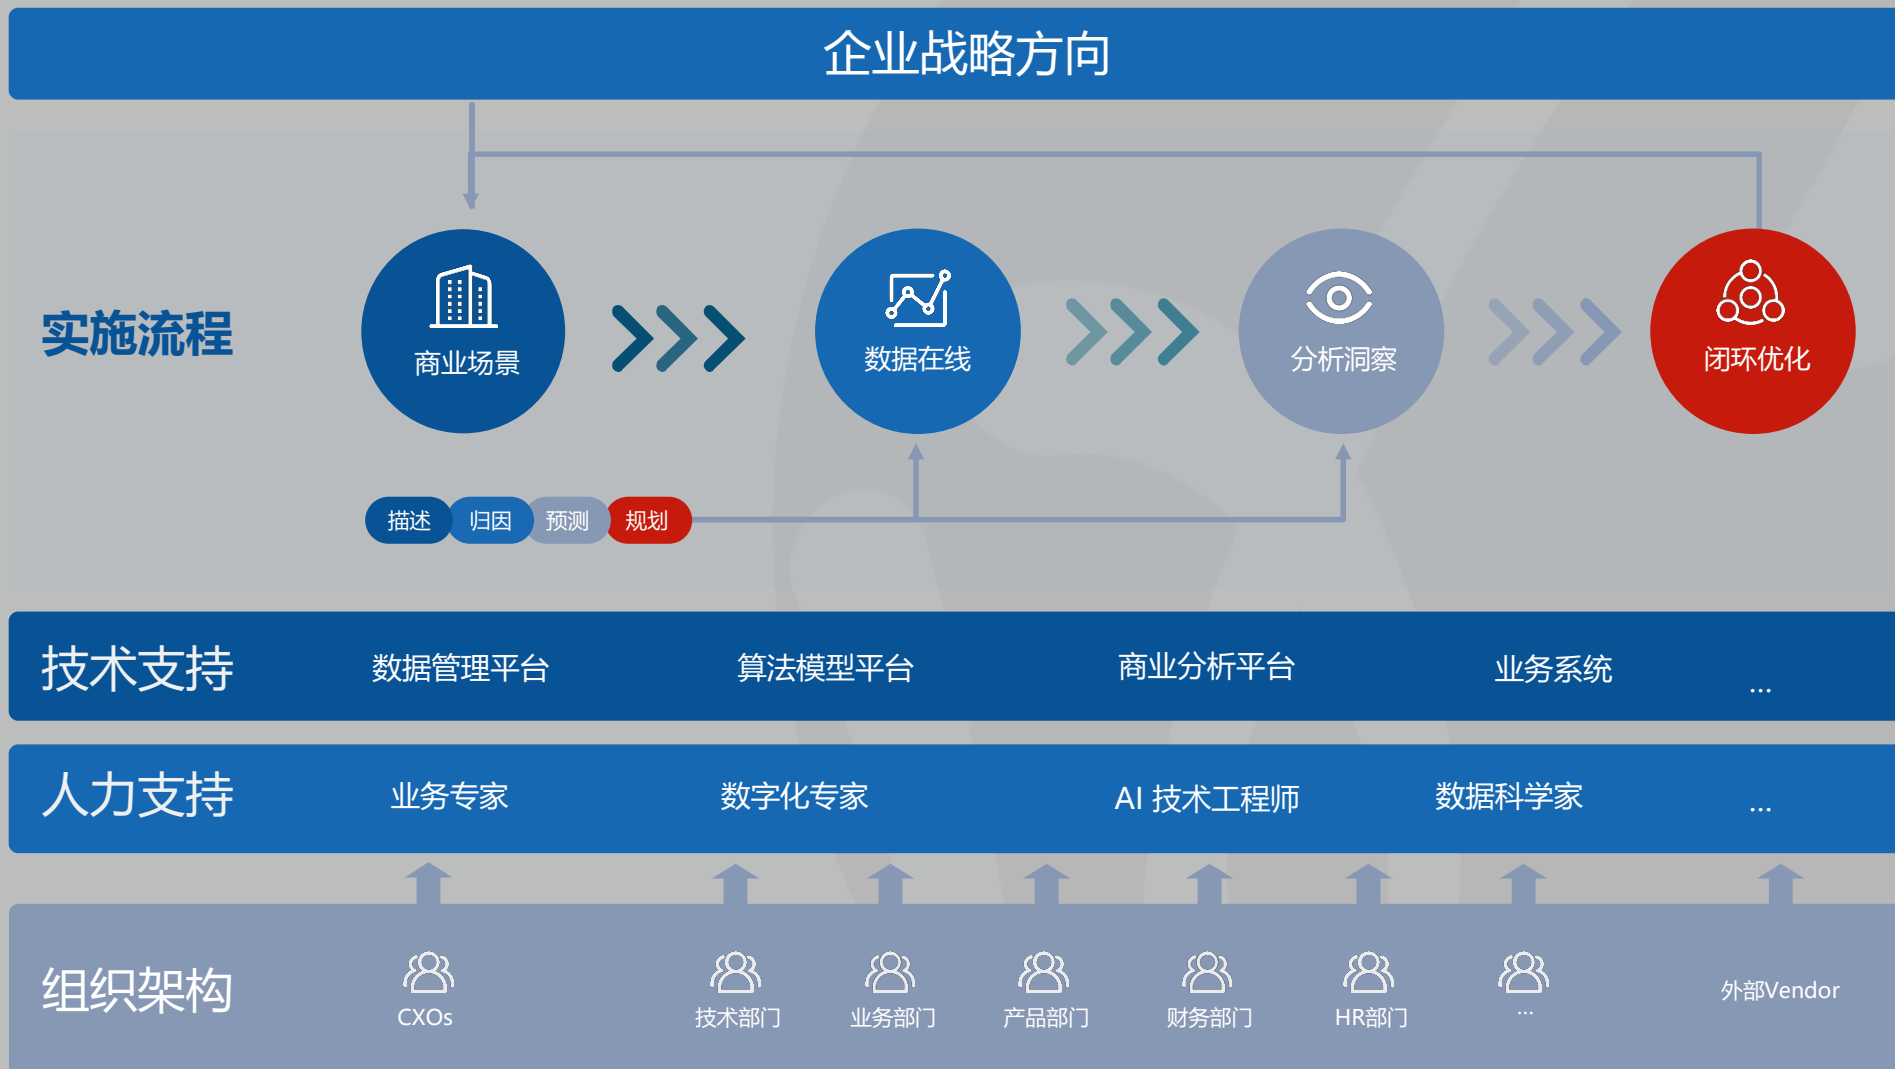 企业战略方向
实施流程
商业场景
数据在线
分析洞察
闭环优化
描述
归因
预测
规划
技术支持
数据管理平台
算法模型平台
商业分析平台
业务系统
...
人力支持
业务专家
数字化专家
AI 技术工程师
数据科学家
...
组织架构
CXOs
技术部门
业务部门
产品部门
财务部门
HR部门
...
外部Vendor